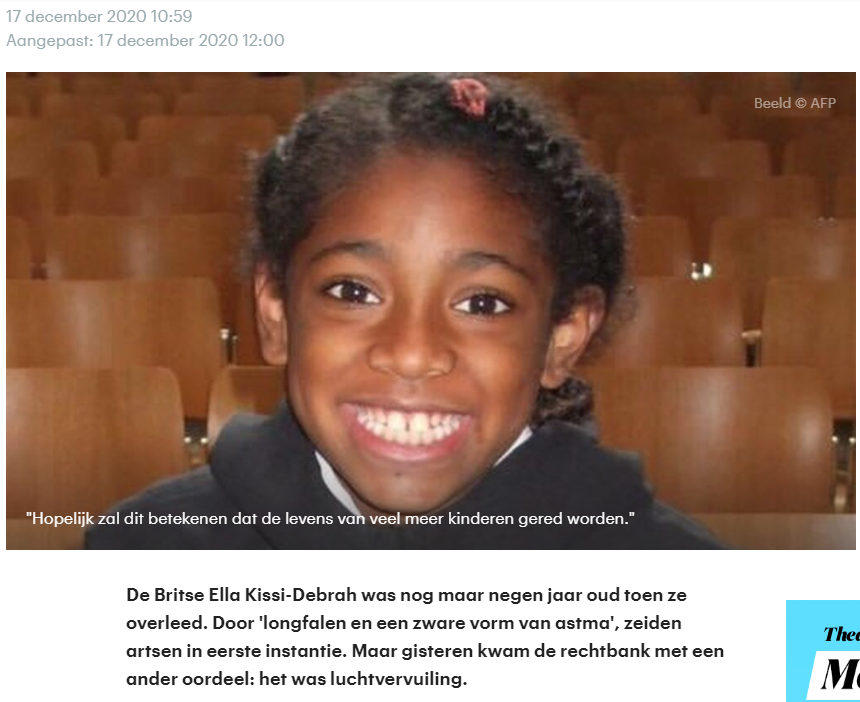 17 december 2020 10:59
Aangepast: 17 december 2020 12:00
Beeld © AFP
"Hopelijk zal dit betekenen dat de levens van veel meer kinderen gered worden."
De Britse Ella Kissi-Debrah was nog maar negen jaar oud toen ze
overleed. Door 'longfalen en een zware vorm van astma', zeiden
artsen in eerste instantie. Maar gisteren kwam de rechtbank met een
ander oordeel: het was luchtvervuiling.